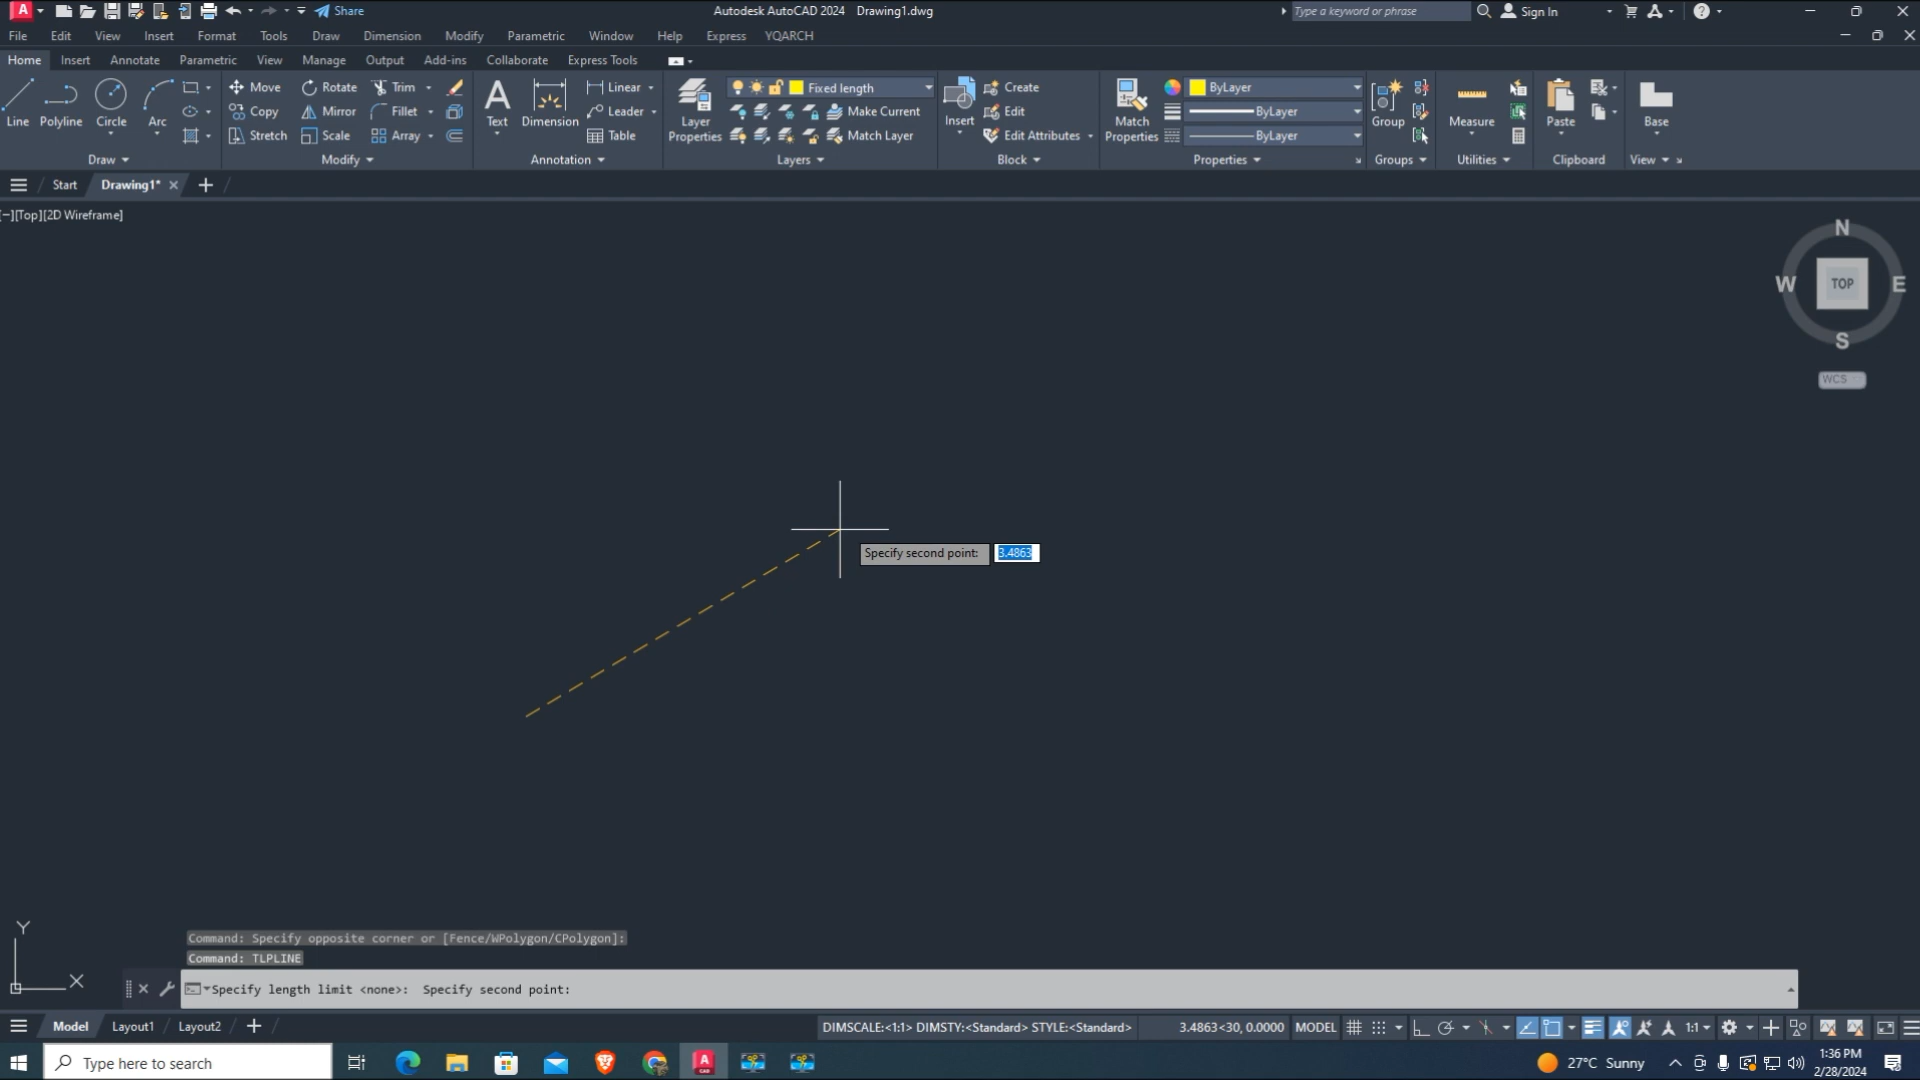 Share
Autodesk AutoCAD 2024 Drawing1.dwg
Type a keyword or phrase
Sign In
File Edit View Insert Format Tools Draw Dimension Modify Parametric Window Help Express YQARCH
Home Insert Annotate Parametric View Manage Output Add-ins Collaborate Express Tools
Line Polyline Circle Arc
Move Rotate Trim
Copy Mirror Fillet
Stretch Scale Array
Text Dimension
Linear
Leader
Table
Layer Properties
Fixed length
Make Current
Match Layer
Insert
Create
Edit
Edit Attributes
Match Properties
ByLayer
ByLayer
ByLayer
Group
Measure
Paste
Base
Draw Modify Annotation Layers Block Properties Groups Utilities Clipboard View
Start Drawing1*
[−][Top][2D Wireframe]
N
W TOP E
S
WCS
Specify second point: 3.4863
Y
X
Command: Specify opposite corner or [Fence/WPolygon/CPolygon]:
Command: TLPLINE
Specify length limit <none>: Specify second point:
Model Layout1 Layout2
DIMSCALE:<1:1> DIMSTY:<Standard> STYLE:<Standard> 3.4863<30, 0.0000 MODEL 1:1
Type here to search
27°C Sunny
1:36 PM
2/28/2024